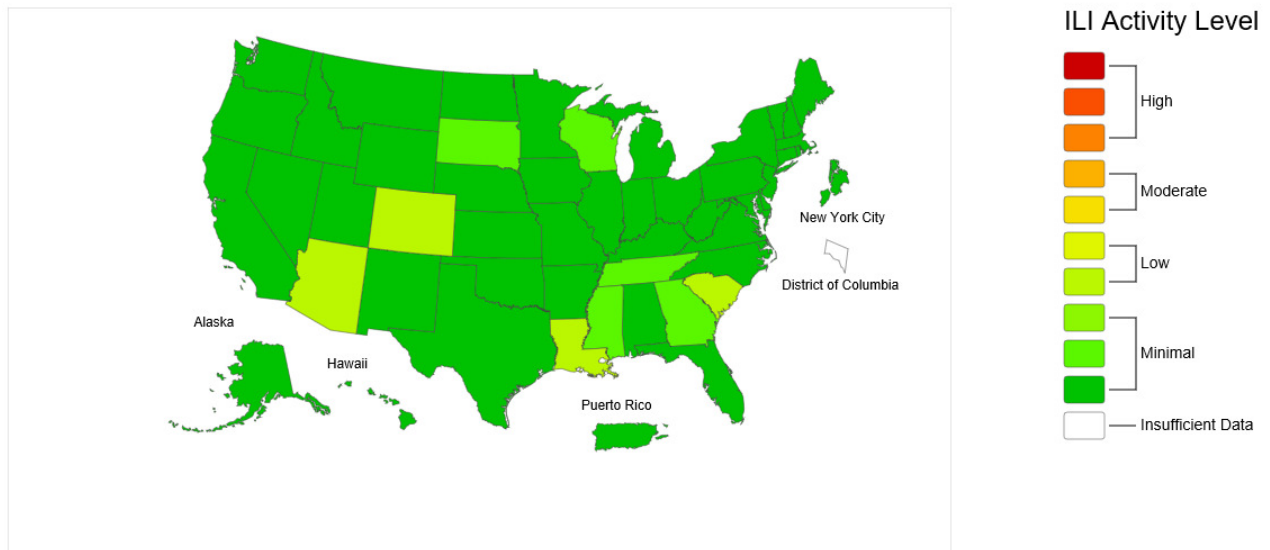 ILI Activity Level
High
Moderate
New York City
Low
District of Columbia
Alaska
Hawaii
Minimal
Puerto Rico
Insufficient Data